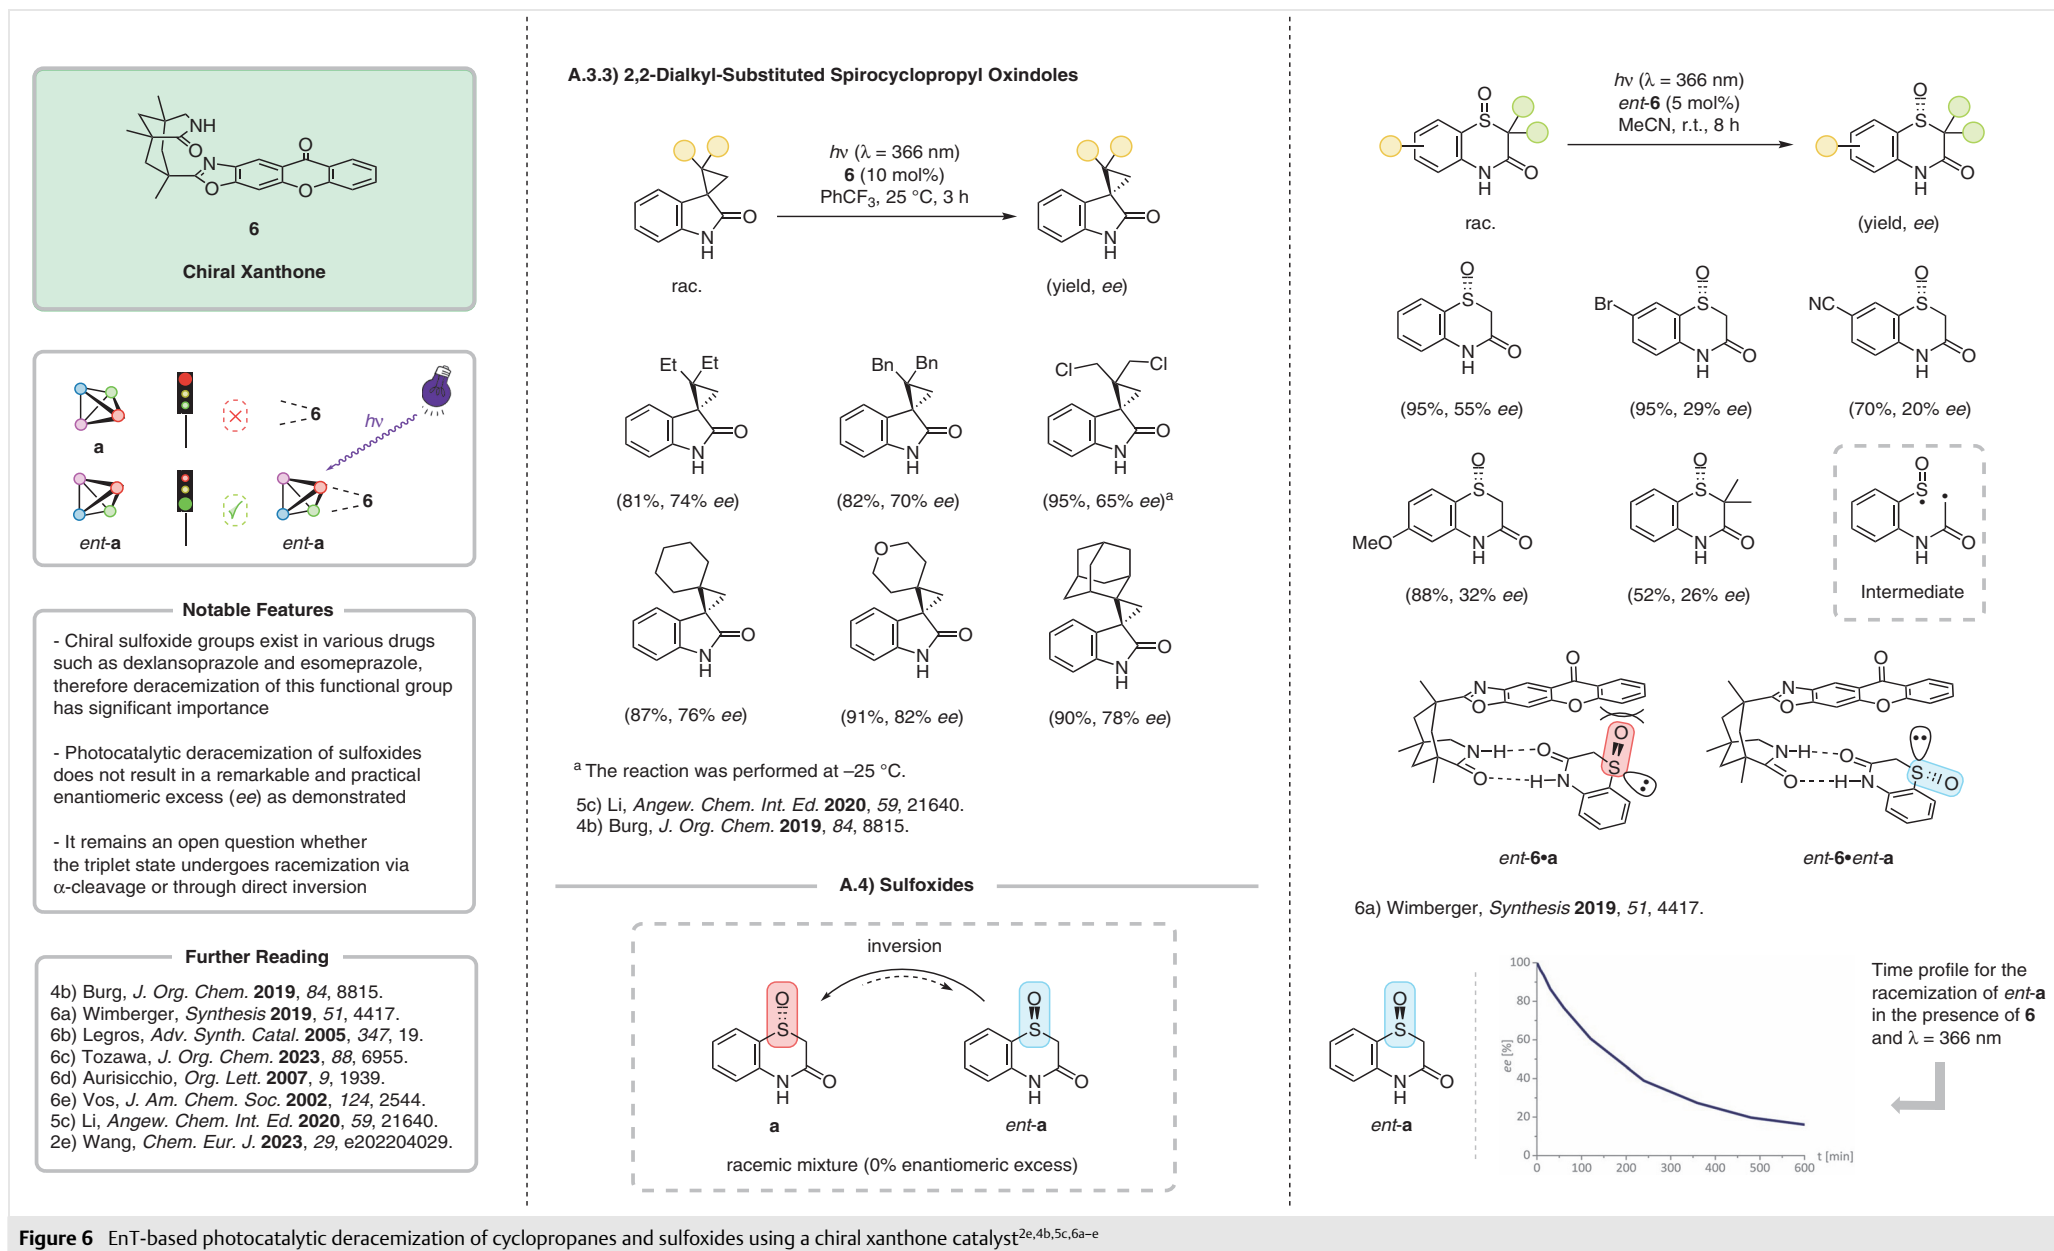 NH
O
N
O
O
O
6
Chiral Xanthone
a
6
hν
ent-a
ent-a
6
Notable Features
- Chiral sulfoxide groups exist in various drugs
such as dexlansoprazole and esomeprazole,
therefore deracemization of this functional group
has significant importance
- Photocatalytic deracemization of sulfoxides
does not result in a remarkable and practical
enantiomeric excess (ee) as demonstrated
- It remains an open question whether
the triplet state undergoes racemization via
α-cleavage or through direct inversion
Further Reading
4b) Burg, J. Org. Chem. 2019, 84, 8815.
6a) Wimberger, Synthesis 2019, 51, 4417.
6b) Legros, Adv. Synth. Catal. 2005, 347, 19.
6c) Tozawa, J. Org. Chem. 2023, 88, 6955.
6d) Aurisicchio, Org. Lett. 2007, 9, 1939.
6e) Vos, J. Am. Chem. Soc. 2002, 124, 2544.
5c) Li, Angew. Chem. Int. Ed. 2020, 59, 21640.
2e) Wang, Chem. Eur. J. 2023, 29, e202204029.
A.3.3) 2,2-Dialkyl-Substituted Spirocyclopropyl Oxindoles
O
N
H
rac.
hν (λ = 366 nm)
6 (10 mol%)
PhCF3, 25 °C, 3 h
O
N
H
(yield, ee)
Et Et
O
N
H
(81%, 74% ee)
Bn Bn
O
N
H
(82%, 70% ee)
Cl Cl
O
N
H
(95%, 65% ee)a
O
N
H
(87%, 76% ee)
O
O
N
H
(91%, 82% ee)
O
N
H
(90%, 78% ee)
a The reaction was performed at –25 °C.
5c) Li, Angew. Chem. Int. Ed. 2020, 59, 21640.
4b) Burg, J. Org. Chem. 2019, 84, 8815.
A.4) Sulfoxides
inversion
O
S
N
H
O
a
O
S
N
H
O
ent-a
racemic mixture (0% enantiomeric excess)
O
S
N
H
O
rac.
hν (λ = 366 nm)
ent-6 (5 mol%)
MeCN, r.t., 8 h
O
S
N
H
O
(yield, ee)
O
S
N
H
O
(95%, 55% ee)
Br
O
S
N
H
O
(95%, 29% ee)
NC
O
S
N
H
O
(70%, 20% ee)
MeO
O
S
N
H
O
(88%, 32% ee)
O
S
N
H
O
(52%, 26% ee)
O
S
N
H
O
Intermediate
O
N
O
O
N–H
O
O
H–N
O
S
ent-6•a
O
N
O
O
N–H
O
O
H–N
S
O
ent-6•ent-a
6a) Wimberger, Synthesis 2019, 51, 4417.
O
S
N
H
O
ent-a
ee [%]
100
80
60
40
20
0
0 100 200 300 400 500 600
t [min]
Time profile for the
racemization of ent-a
in the presence of 6
and λ = 366 nm
Figure 6 EnT-based photocatalytic deracemization of cyclopropanes and sulfoxides using a chiral xanthone catalyst2e,4b,5c,6a–e